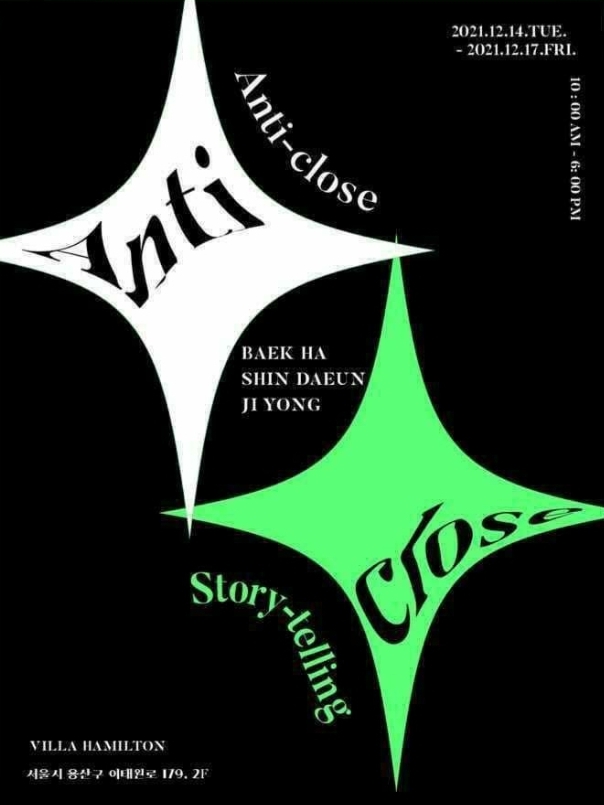 2021.12.14.TUE.
- 2021.12.17.FRI.
10:00 AM - 6:00 PM
Anti-close
Anti
BAEK HA
SHIN DAEUN
JI YONG
Close
Story-telling
VILLA HAMILTON
서울시 용산구 이태원로 179, 2F